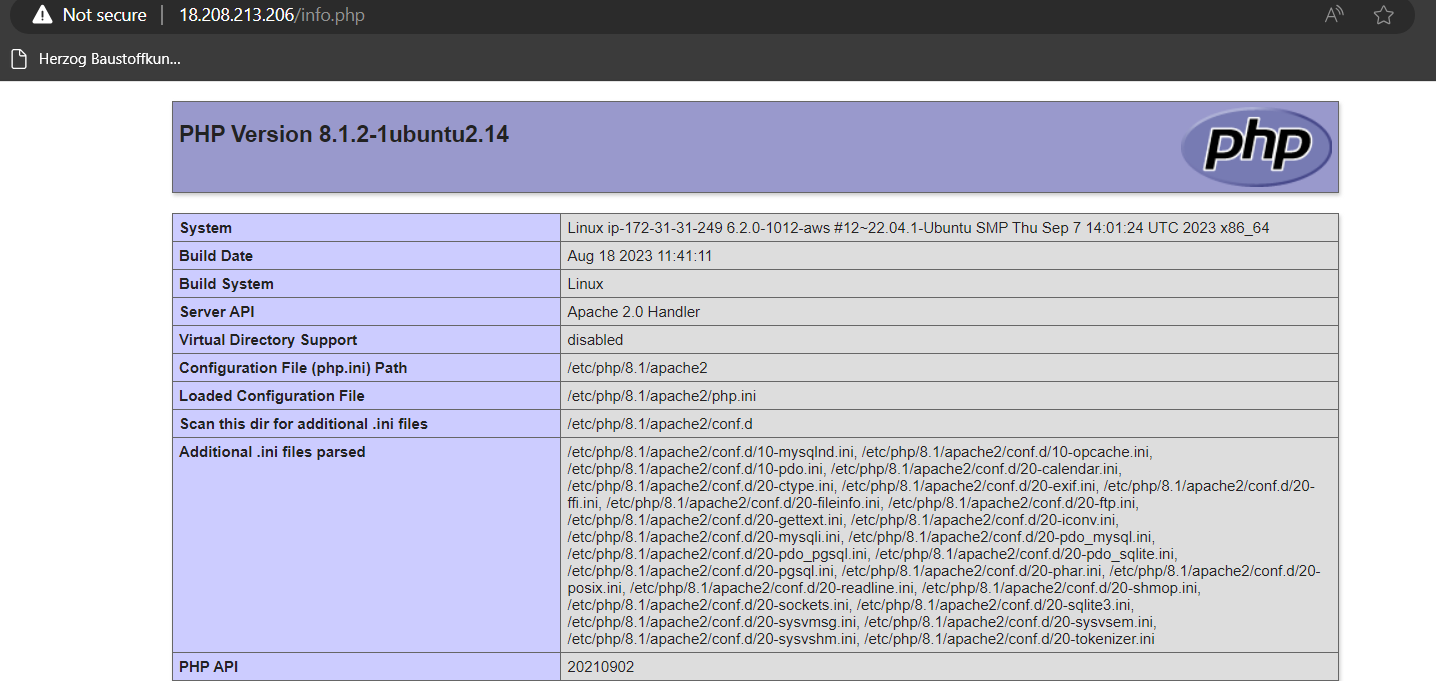 Not secure | 18.208.213.206/info.php
Herzog Baustoffkun...
PHP Version 8.1.2-1ubuntu2.14
php
System Linux ip-172-31-31-249 6.2.0-1012-aws #12~22.04.1-Ubuntu SMP Thu Sep 7 14:01:24 UTC 2023 x86_64
Build Date Aug 18 2023 11:41:11
Build System Linux
Server API Apache 2.0 Handler
Virtual Directory Support disabled
Configuration File (php.ini) Path /etc/php/8.1/apache2
Loaded Configuration File /etc/php/8.1/apache2/php.ini
Scan this dir for additional .ini files /etc/php/8.1/apache2/conf.d
Additional .ini files parsed /etc/php/8.1/apache2/conf.d/10-mysqlnd.ini, /etc/php/8.1/apache2/conf.d/10-opcache.ini,
/etc/php/8.1/apache2/conf.d/10-pdo.ini, /etc/php/8.1/apache2/conf.d/20-calendar.ini,
/etc/php/8.1/apache2/conf.d/20-ctype.ini, /etc/php/8.1/apache2/conf.d/20-exif.ini, /etc/php/8.1/apache2/conf.d/20-
ffi.ini, /etc/php/8.1/apache2/conf.d/20-fileinfo.ini, /etc/php/8.1/apache2/conf.d/20-ftp.ini,
/etc/php/8.1/apache2/conf.d/20-gettext.ini, /etc/php/8.1/apache2/conf.d/20-iconv.ini,
/etc/php/8.1/apache2/conf.d/20-mysqli.ini, /etc/php/8.1/apache2/conf.d/20-pdo_mysql.ini,
/etc/php/8.1/apache2/conf.d/20-pdo_pgsql.ini, /etc/php/8.1/apache2/conf.d/20-pdo_sqlite.ini,
/etc/php/8.1/apache2/conf.d/20-pgsql.ini, /etc/php/8.1/apache2/conf.d/20-phar.ini, /etc/php/8.1/apache2/conf.d/20-
posix.ini, /etc/php/8.1/apache2/conf.d/20-readline.ini, /etc/php/8.1/apache2/conf.d/20-shmop.ini,
/etc/php/8.1/apache2/conf.d/20-sockets.ini, /etc/php/8.1/apache2/conf.d/20-sqlite3.ini,
/etc/php/8.1/apache2/conf.d/20-sysvmsg.ini, /etc/php/8.1/apache2/conf.d/20-sysvsem.ini,
/etc/php/8.1/apache2/conf.d/20-sysvshm.ini, /etc/php/8.1/apache2/conf.d/20-tokenizer.ini
PHP API 20210902